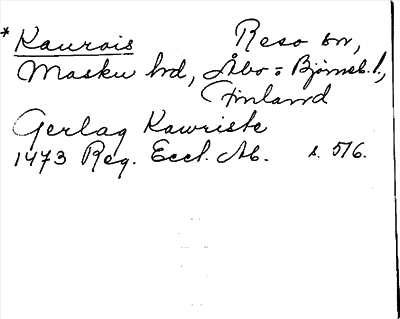 * Kaurois Reso sn,
Masku hd, Åbo = Björneb. l.,
Finland
Gerlag Kawriste
1473 Reg. Eccl. Ab. s. 516.